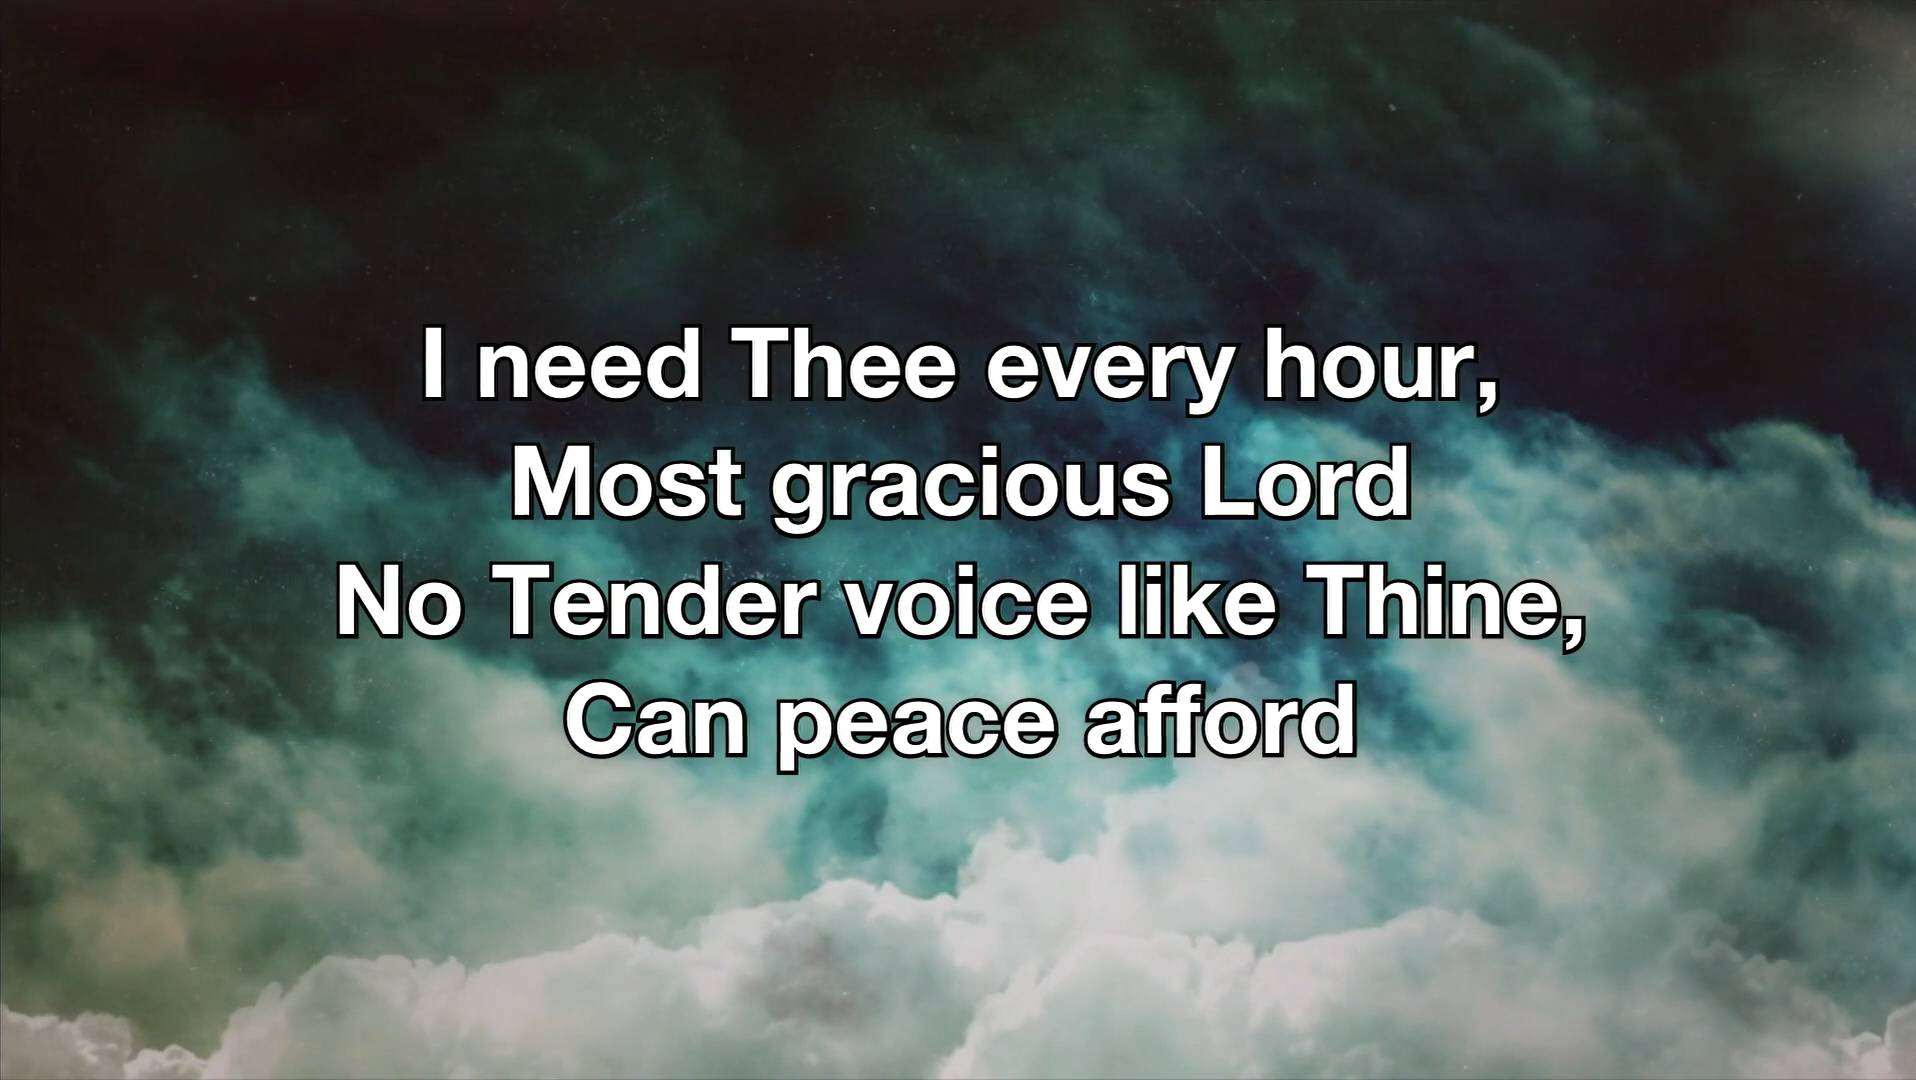 I need Thee every hour,
Most gracious Lord
No Tender voice like Thine,
Can peace afford